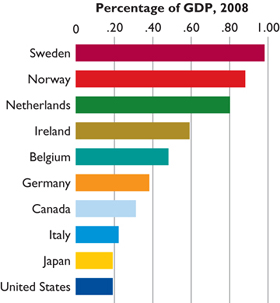 Percentage of GDP, 2008
0 .20 .40 .60 .80 1.00
Sweden
Norway
Netherlands
Ireland
Belgium
Germany
Canada
Italy
Japan
United States